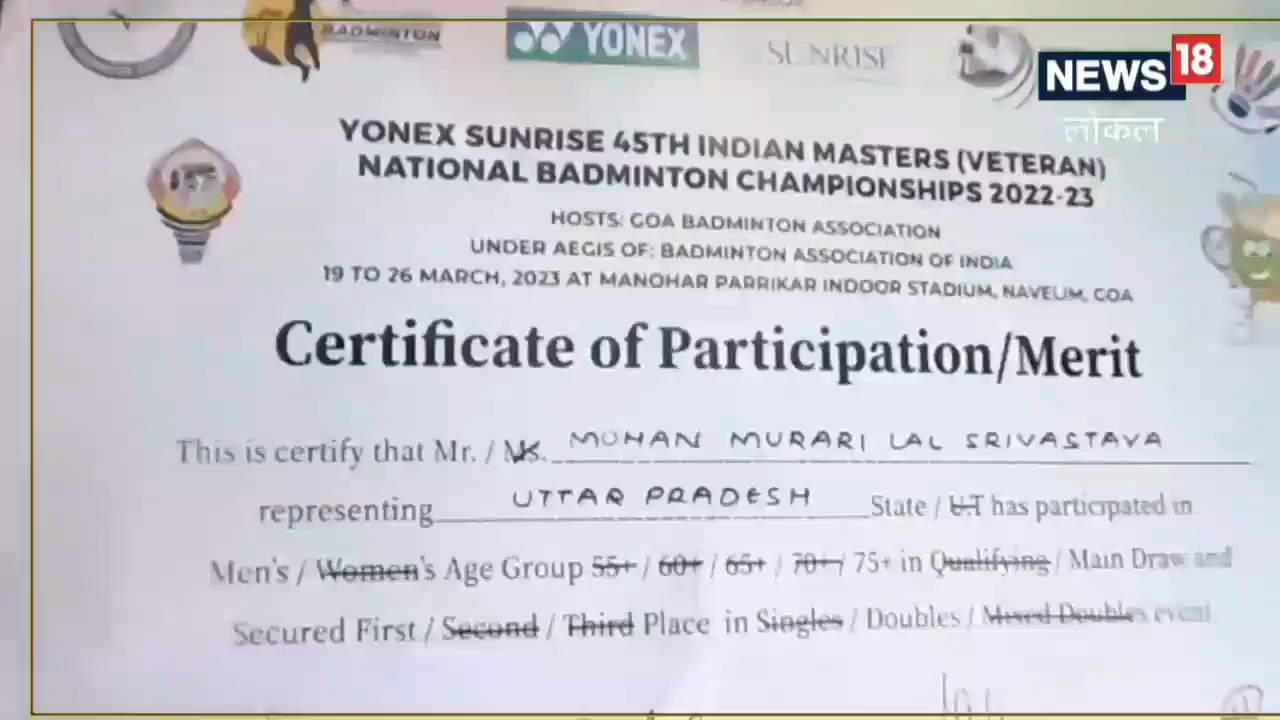 BADMINTON
YONEX
SUNRISE
NEWS 18
लोकल
YONEX SUNRISE 45TH INDIAN MASTERS (VETERAN)
NATIONAL BADMINTON CHAMPIONSHIPS 2022-23
HOSTS: GOA BADMINTON ASSOCIATION
UNDER AEGIS OF: BADMINTON ASSOCIATION OF INDIA
19 TO 26 MARCH, 2023 AT MANOHAR PARRIKAR INDOOR STADIUM, NAVEUM, GOA
Certificate of Participation/Merit
This is certify that Mr. / Ms. MOHAN MURARI LAL SRIVASTAVA
representing UTTAR PRADESH State / UT has participated in
Men's / Women's Age Group 55+ / 60+ / 65+ / 70+ / 75+ in Qualifying / Main Draw and
Secured First / Second / Third Place in Singles / Doubles / Mixed Doubles event